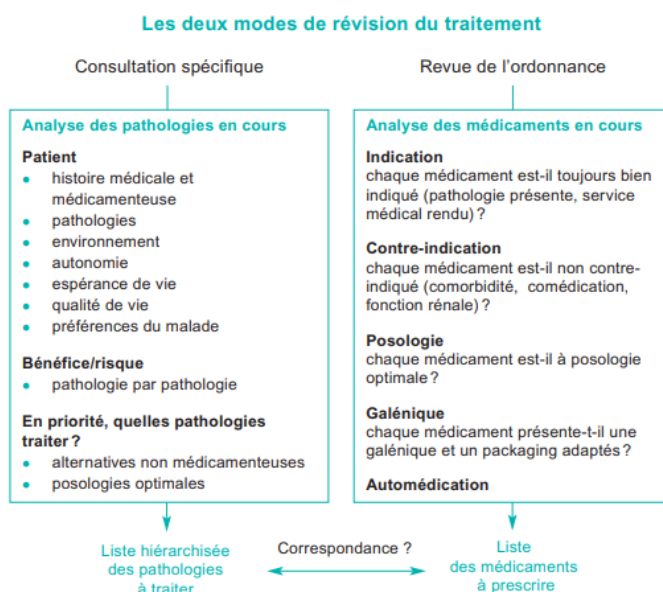 Les deux modes de révision du traitement
Consultation spécifique
Analyse des pathologies en cours
Patient
• histoire médicale et
médicamenteuse
• pathologies
• environnement
• autonomie
• espérance de vie
• qualité de vie
• préférences du malade
Bénéfice/risque
• pathologie par pathologie
En priorité, quelles pathologies
traiter ?
• alternatives non médicamenteuses
• posologies optimales
Liste hiérarchisée
des pathologies
à traiter
Correspondance ?
Revue de l'ordonnance
Analyse des médicaments en cours
Indication
chaque médicament est-il toujours bien
indiqué (pathologie présente, service
médical rendu) ?
Contre-indication
chaque médicament est-il non contre-
indiqué (comorbidité, comédication,
fonction rénale) ?
Posologie
chaque médicament est-il à posologie
optimale ?
Galénique
chaque médicament présente-t-il une
galénique et un packaging adaptés ?
Automédication
Liste
des médicaments
à prescrire